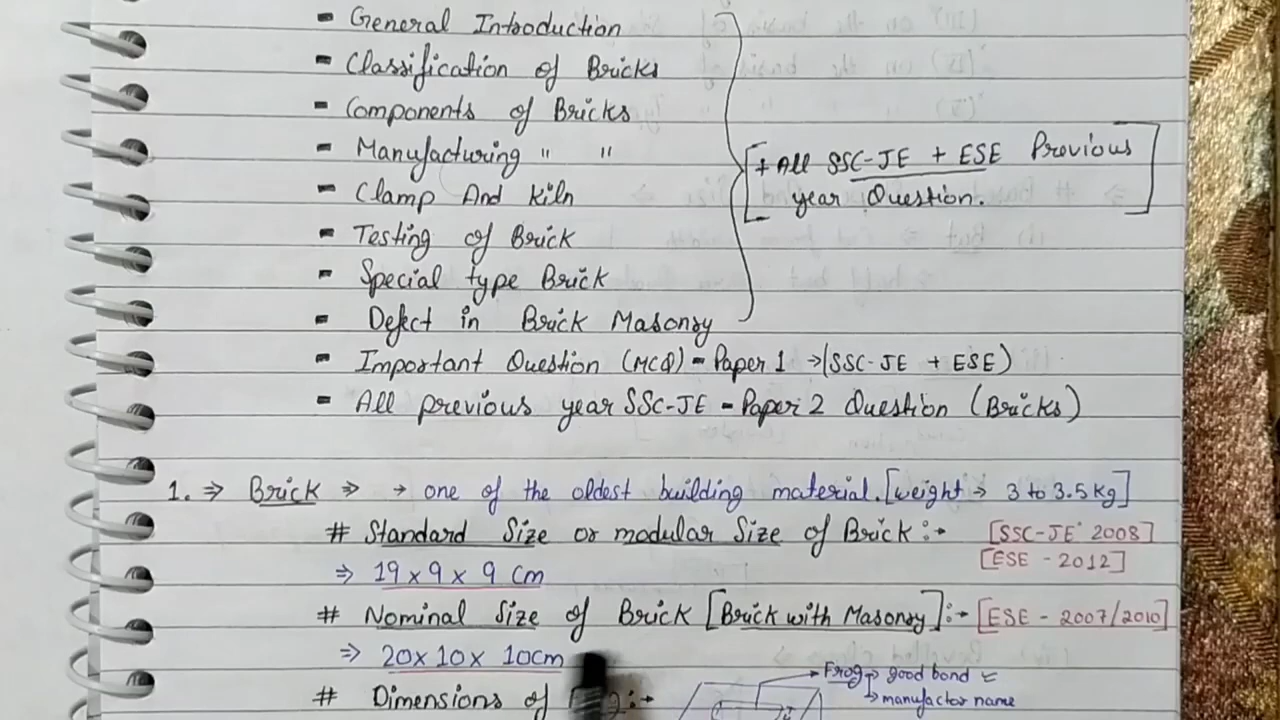 - General Introduction
- Classification of Bricks
- Components of Bricks
- Manufacturing " "
- Clamp And Kiln
- Testing of Brick
- Special type Brick
- Defect in Brick Masonry
[+ All SSC-JE + ESE Previous
year Question.]
- Important Question (MCQ) - Paper 1 → (SSC-JE + ESE)
- All previous year SSC-JE - Paper 2 Question (Bricks)
1. ⇒ Brick ⇒ → one of the oldest building material. [weight → 3 to 3.5 kg]
# Standard Size or modular Size of Brick :- [SSC-JE 2008]
[ESE - 2012]
⇒ 19 x 9 x 9 cm
# Nominal Size of Brick [Brick with Masonry] :- [ESE - 2007/2010]
⇒ 20 x 10 x 10cm
Frog → good bond
→ manufactor name
# Dimensions of :-